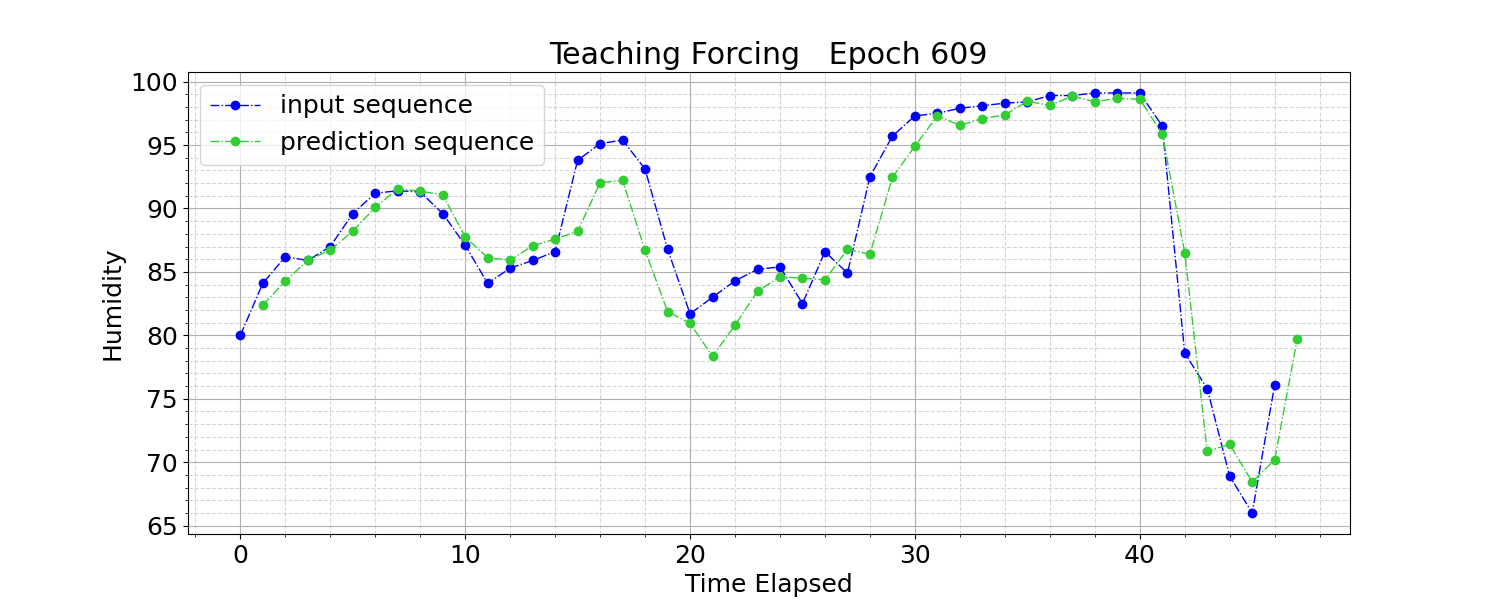 Teaching Forcing   Epoch 609
input sequence
prediction sequence
100
95
90
85
80
75
70
65
Humidity
0 10 20 30 40
Time Elapsed